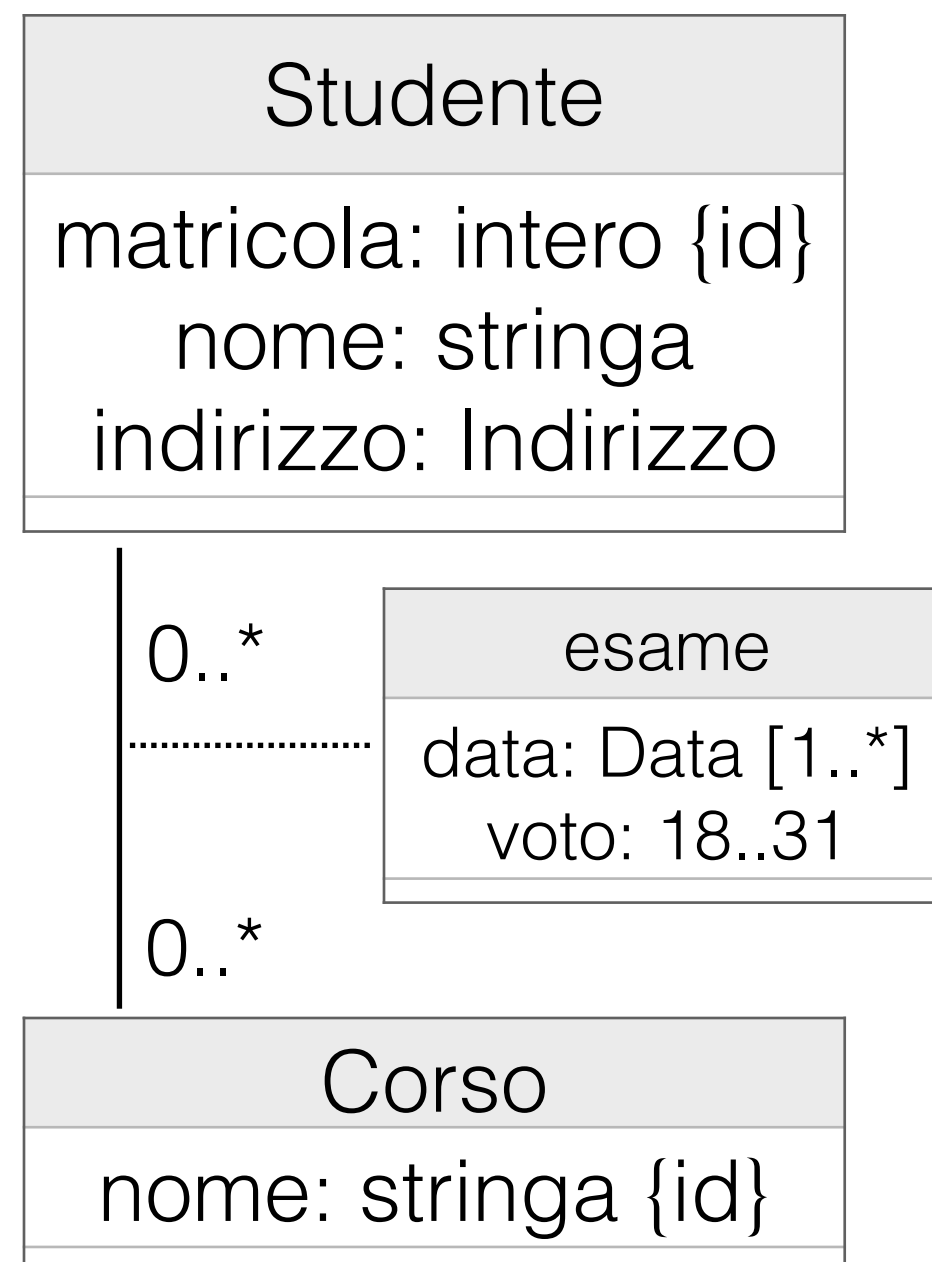 Studente
matricola: intero {id}
nome: stringa
indirizzo: Indirizzo
0..*
esame
data: Data [1..*]
voto: 18..31
0..*
Corso
nome: stringa {id}